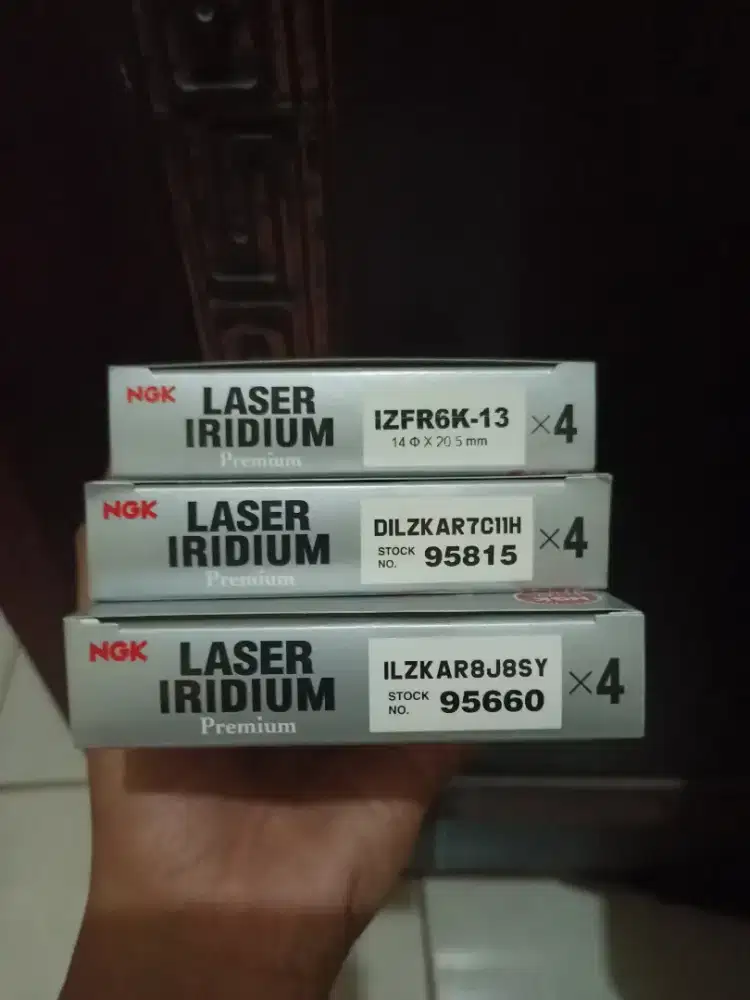 NGK
LASER
IRIDIUM
Premium
IZFR6K-13
14 Φ X 20.5 mm
×4
NGK
LASER
IRIDIUM
Premium
DILZKAR7C11H
STOCK
NO. 95815
×4
NGK
NGK
LASER
IRIDIUM
Premium
ILZKAR8J8SY
STOCK
NO. 95660
×4